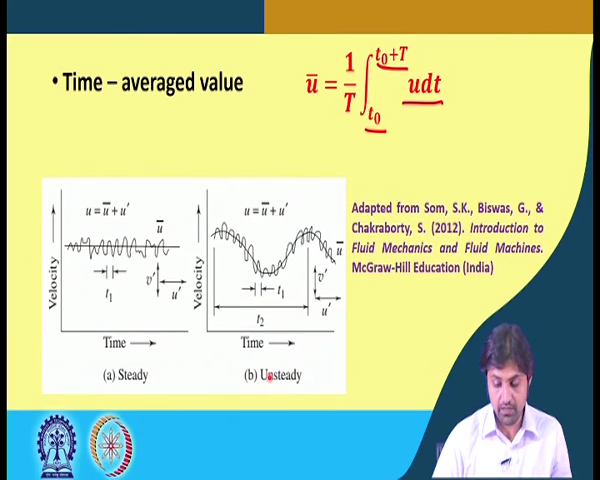 • Time – averaged value
ū = 1/T ∫_{t₀}^{t₀+T} udt
u = ū + u′
ū
Velocity
t₁
v′
u′
Time
(a) Steady
u = ū + u′
ū
Velocity
t₁
v′
u′
t₂
Time
(b) Unsteady
Adapted from Som, S.K., Biswas, G., &
Chakraborty, S. (2012). Introduction to
Fluid Mechanics and Fluid Machines.
McGraw-Hill Education (India)